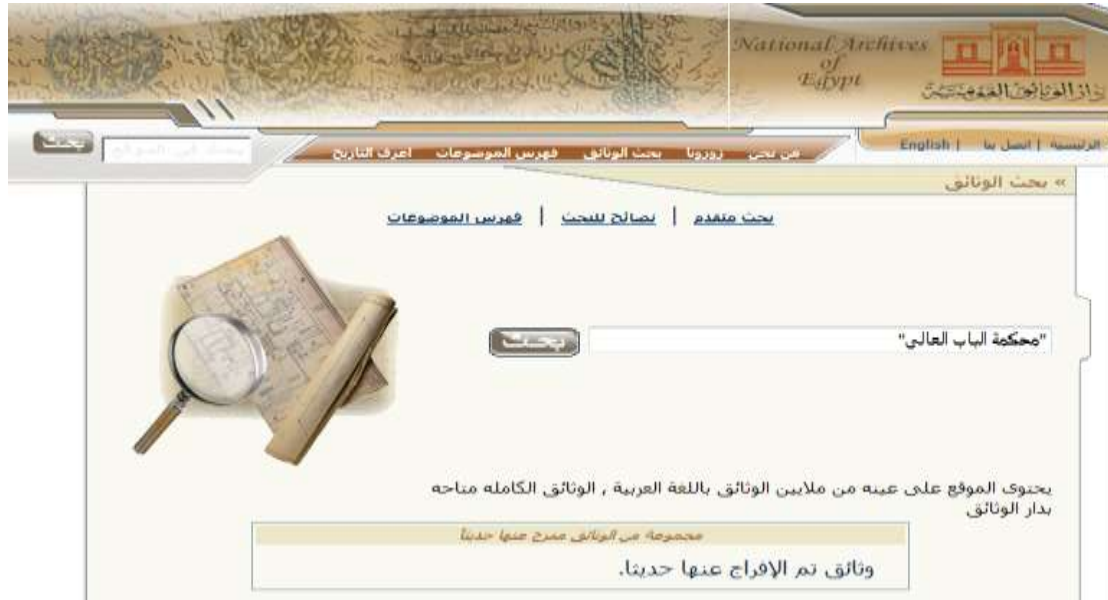 National Archives
of
Egypt
دار الوثائق القومية
الرئيسية | اتصل بنا | English
من نحن زورونا بحث الوثائق فهرس الموضوعات اعرف التاريخ
بحث
» بحث الوثائق
بحث متقدم | نصائح للبحث | فهرس الموضوعات
"محكمة الباب العالي"
بحث
يحتوى الموقع على عينه من ملايين الوثائق باللغة العربية , الوثائق الكامله متاحه
بدار الوثائق
مجموعة من الوثائق مفرج عنها حديثاً
وثائق تم الإفراج عنها حديثا.